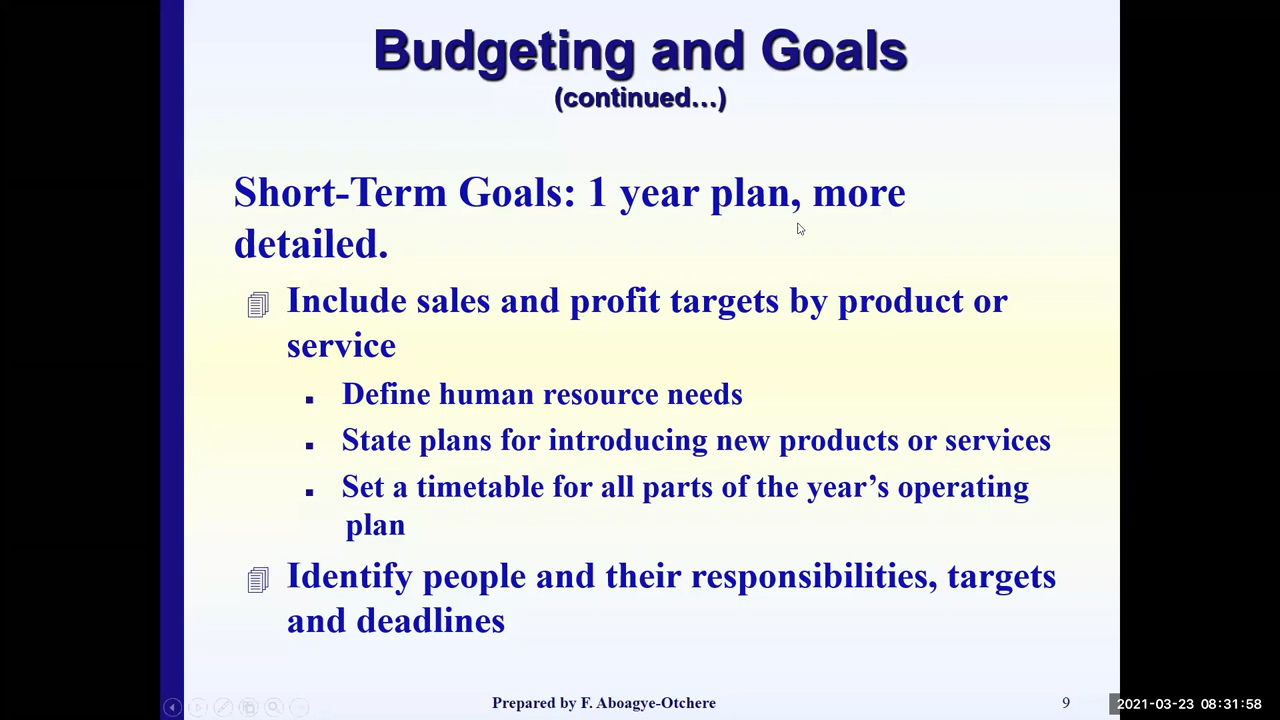 Budgeting and Goals
(continued…)
Short-Term Goals: 1 year plan, more
detailed.
Include sales and profit targets by product or
service
Define human resource needs
State plans for introducing new products or services
Set a timetable for all parts of the year’s operating
plan
Identify people and their responsibilities, targets
and deadlines
Prepared by F. Aboagye-Otchere
9
2021-03-23 08:31:58